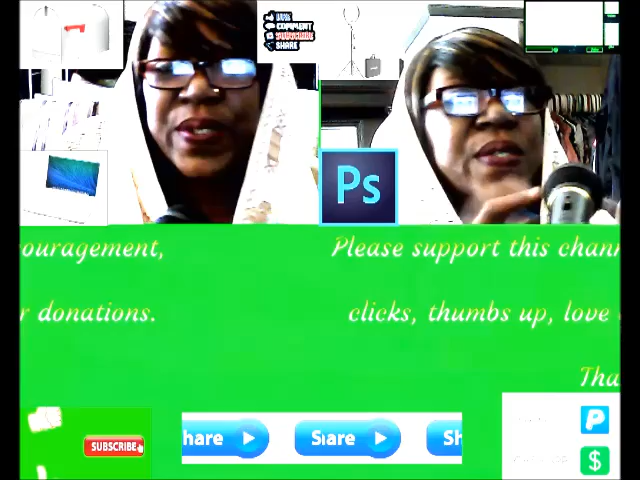 LIKE
COMMENT
SUBSCRIBE
SHARE
Ps
ouragement,
Please support this chann
r donations.
clicks, thumbs up, love
Tha
SUBSCRIBE
hare
Share
Sh
P
$